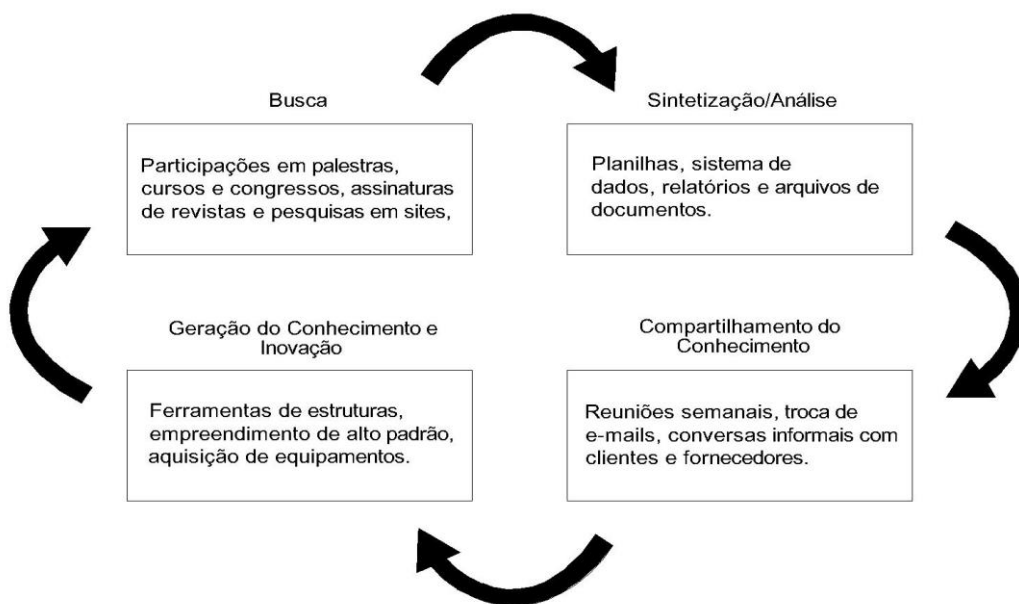 Busca
Participações em palestras,
cursos e congressos, assinaturas
de revistas e pesquisas em sites,
Sintetização/Análise
Planilhas, sistema de
dados, relatórios e arquivos de
documentos.
Geração do Conhecimento e
Inovação
Ferramentas de estruturas,
empreendimento de alto padrão,
aquisição de equipamentos.
Compartilhamento do
Conhecimento
Reuniões semanais, troca de
e-mails, conversas informais com
clientes e fornecedores.